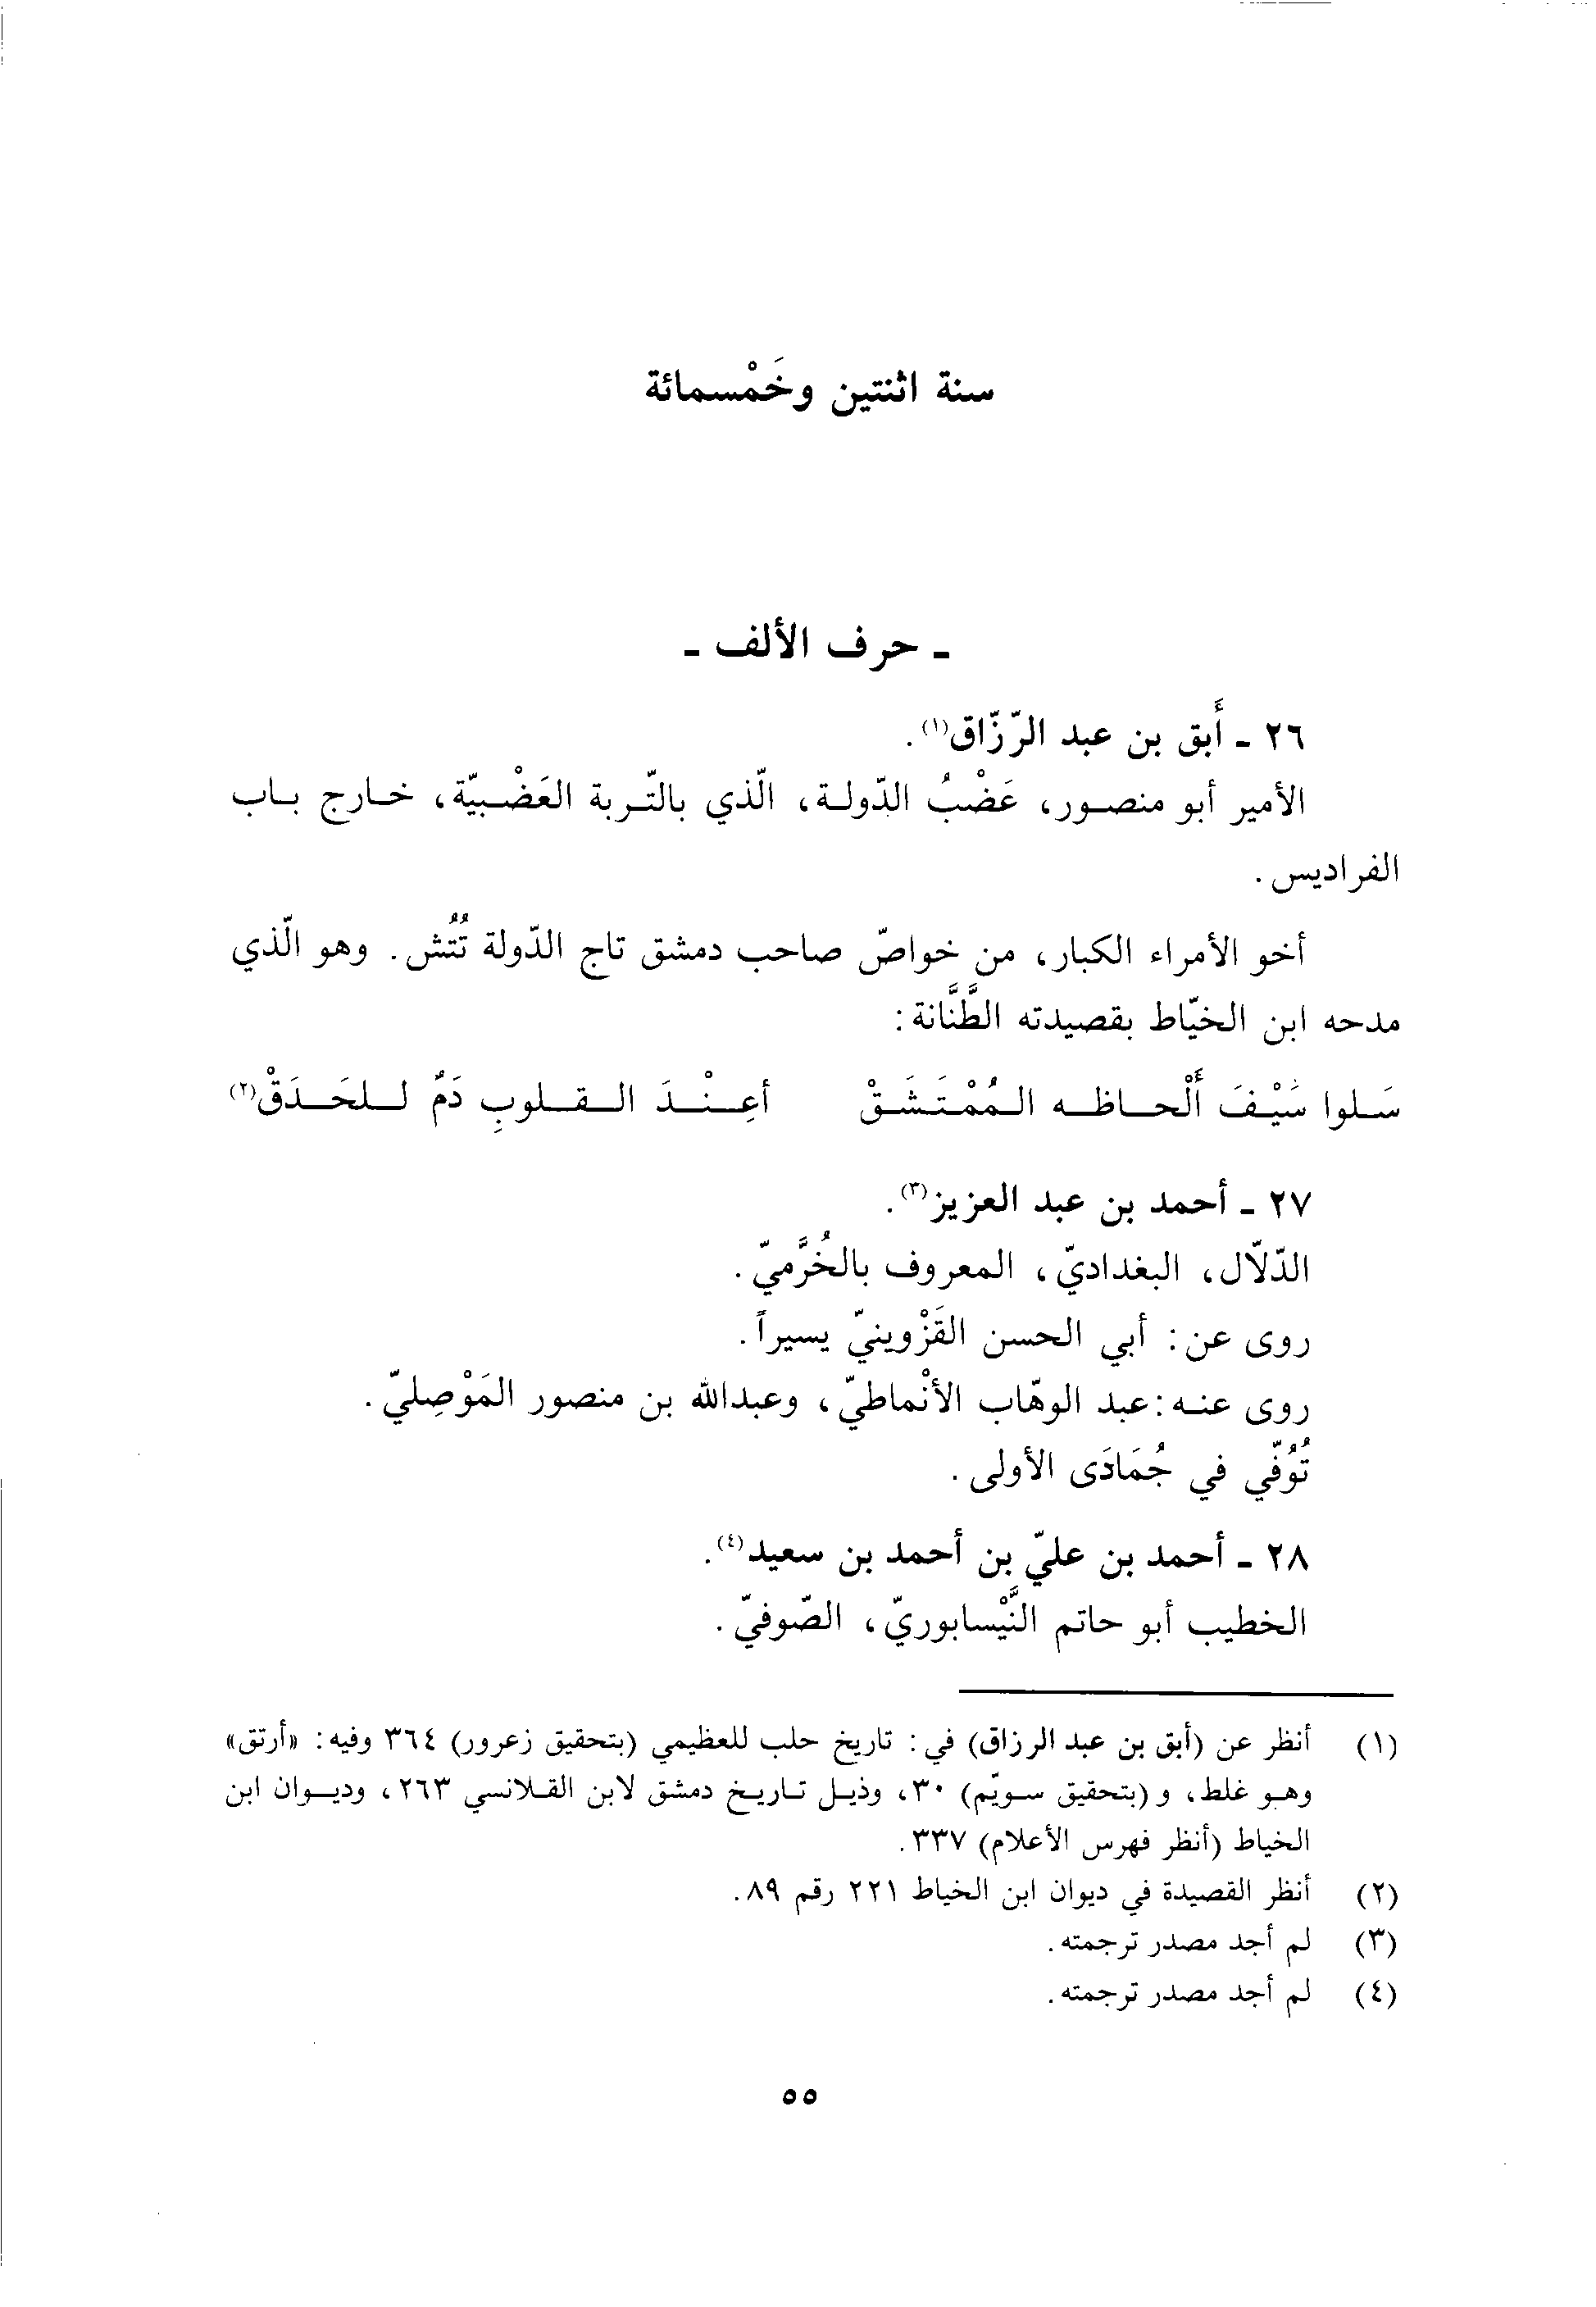 سنة اثنتين وخَمْسمائة
- حرف الألف -
٢٦ - أَبق بن عبد الرّزّاق(١).
الأمير أبو منصور، عَضْبُ الدّولة، الّذي بالتّربة العَضْبيّة، خارج باب
الفراديس.
أخو الأمراء الكبار، من خواصّ صاحب دمشق تاج الدّولة تُتُش. وهو الّذي
مدحه ابن الخيّاط بقصيدته الطَّنَّانة:
سَلوا سَيْفَ أَلْحاظه المُمْتَشَقْ أعِنْدَ القلوبِ دَمٌ للحَدَقْ(٢)
٢٧ - أحمد بن عبد العزيز(٣).
الدّلاّل، البغداديّ، المعروف بالخُرَّميّ.
روى عن: أبي الحسن القَزْوينيّ يسيراً.
روى عنه: عبد الوهّاب الأنْماطيّ، وعبدالله بن منصور المَوْصِليّ.
تُوُفّي في جُمَادَى الأولى.
٢٨ - أحمد بن عليّ بن أحمد بن سعيد(٤).
الخطيب أبو حاتم النَّيْسابوريّ، الصّوفيّ.
(١) أنظر عن (أبق بن عبد الرزاق) في: تاريخ حلب للعظيمي (بتحقيق زعرور) ٣٦٤ وفيه: «أرتق»
وهو غلط، و(بتحقيق سويّم) ٣٠، وذيل تاريخ دمشق لابن القلانسي ٢٦٣، وديوان ابن
الخياط (أنظر فهرس الأعلام) ٣٣٧.
(٢) أنظر القصيدة في ديوان ابن الخياط ٢٢١ رقم ٨٩.
(٣) لم أجد مصدر ترجمته.
(٤) لم أجد مصدر ترجمته.
٥٥